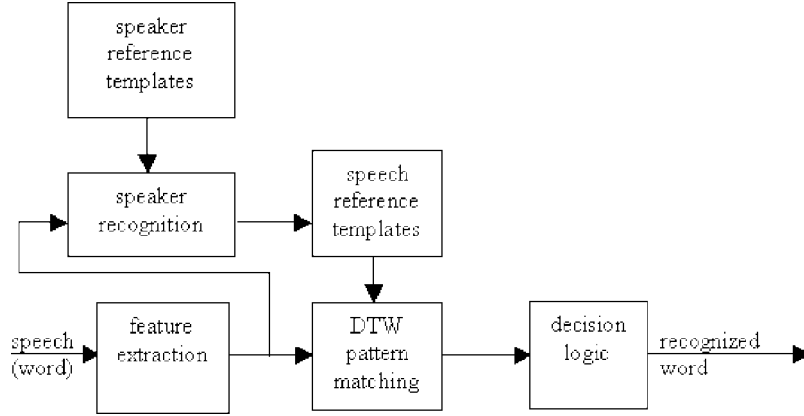 speaker
reference
templates
speaker
recognition
speech
reference
templates
speech
(word)
feature
extraction
DTW
pattern
matching
decision
logic
recognized
word